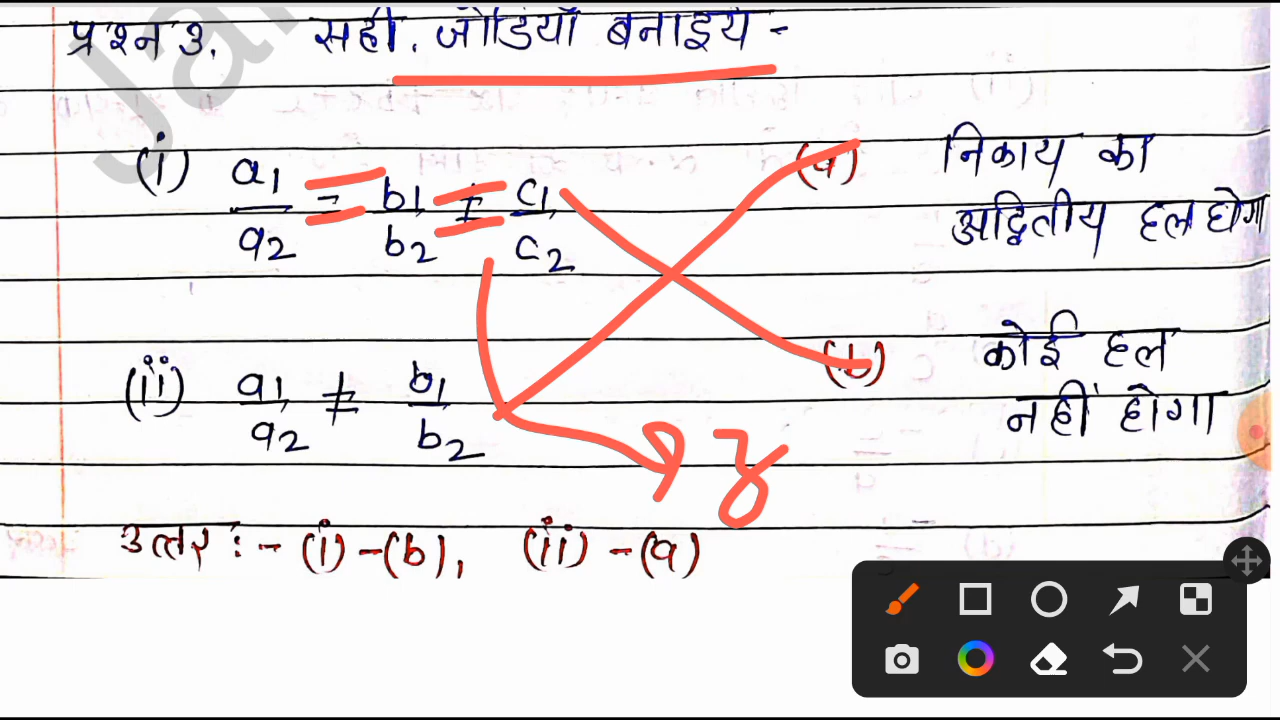 प्रश्न 3. सही जोडियाँ बनाइये -
(i) a1/a2 = b1/b2 ≠ c1/c2 (a) निकाय का
अद्वितीय हल होगा
(ii) a1/a2 ≠ b1/b2 (b) कोई हल
नहीं होगा
उत्तर :- (i) -(b), (ii) -(a)